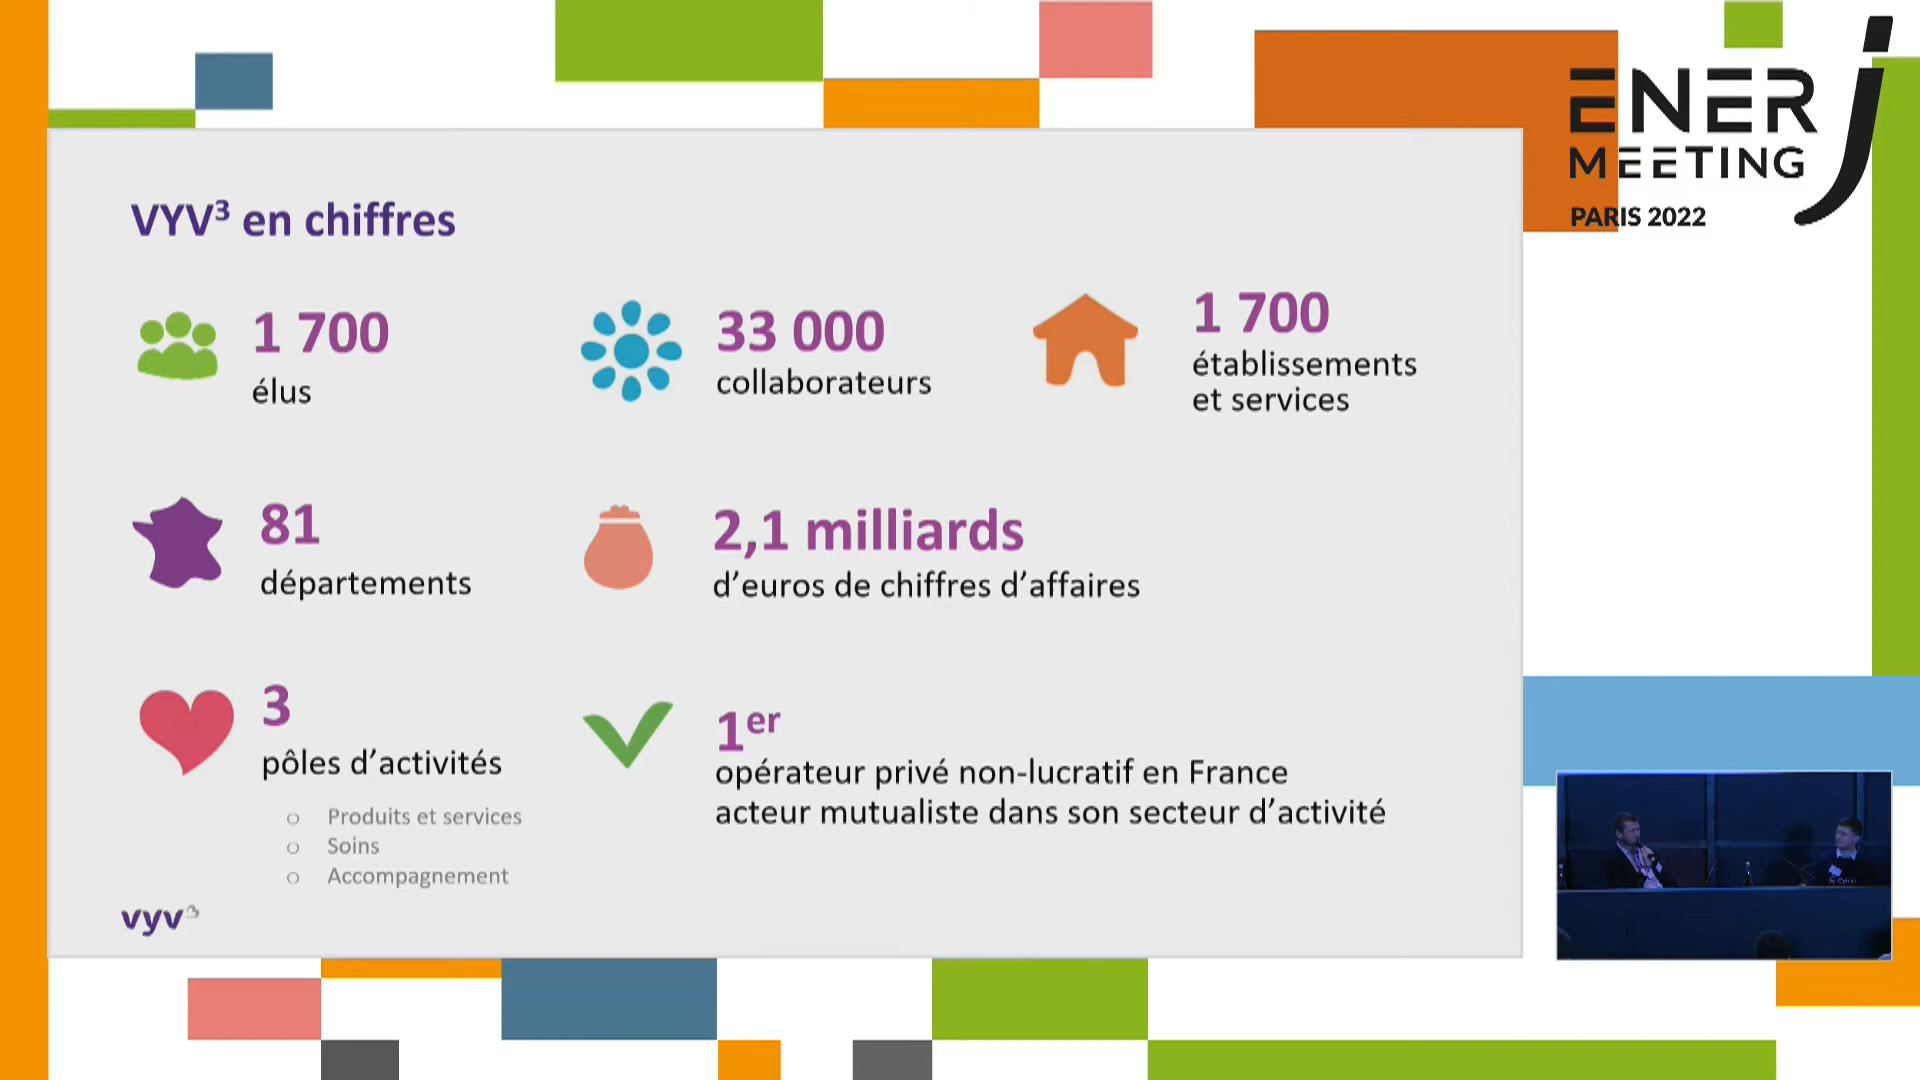 ENERJ
MEETING
PARIS 2022
VYV³ en chiffres
1 700
élus
33 000
collaborateurs
1 700
établissements
et services
81
départements
2,1 milliards
d’euros de chiffres d’affaires
3
pôles d’activités
○ Produits et services
○ Soins
○ Accompagnement
1er
opérateur privé non-lucratif en France
acteur mutualiste dans son secteur d’activité
vyv3